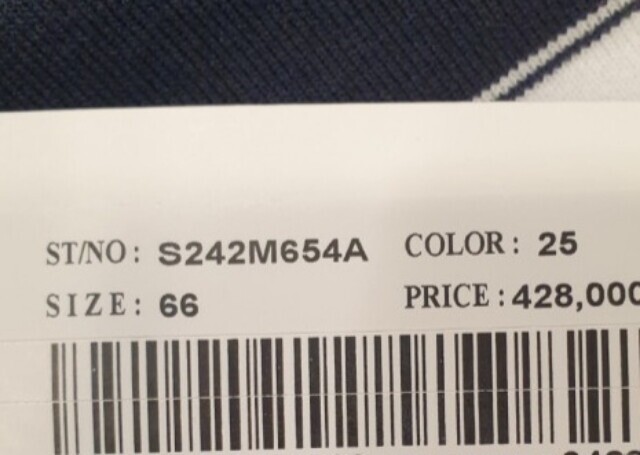 ST/NO : S242M654A COLOR : 25
SIZE : 66 PRICE : 428,000